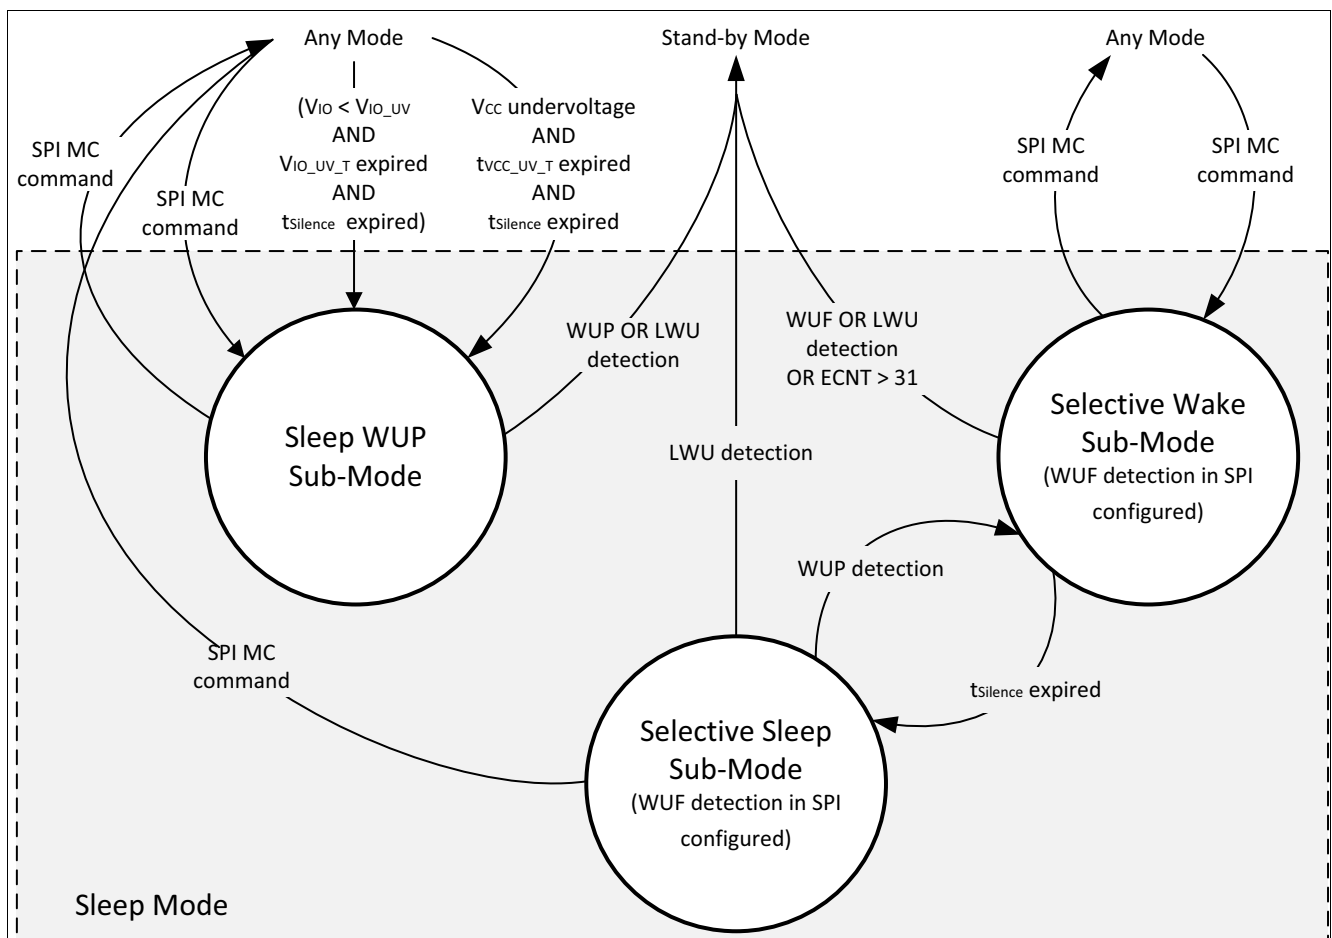 Any Mode
Stand-by Mode
Any Mode
(VIO < VIO_UV
AND
VIO_UV_T expired
AND
tSilence expired)
VCC undervoltage
AND
tVCC_UV_T expired
AND
tSilence expired
SPI MC
command
SPI MC
command
SPI MC
command
SPI MC
command
WUP OR LWU
detection
WUF OR LWU
detection
OR ECNT > 31
Sleep WUP
Sub-Mode
Selective Wake
Sub-Mode
(WUF detection in SPI
configured)
LWU detection
WUP detection
SPI MC
command
tSilence expired
Selective Sleep
Sub-Mode
(WUF detection in SPI
configured)
Sleep Mode